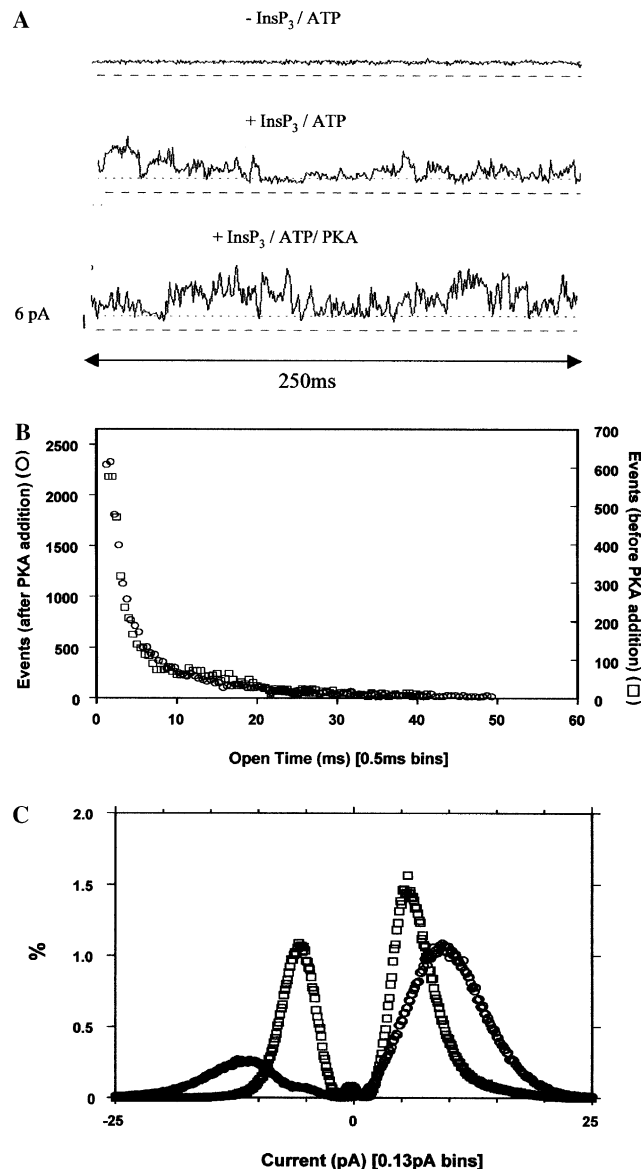 A
- InsP3 / ATP
+ InsP3 / ATP
+ InsP3 / ATP/ PKA
6 pA
250ms
B
Events (after PKA addition) (○)
2500
2000
1500
1000
500
0
700
600
500
400
300
200
100
0
Events (before PKA addition) (□)
0 10 20 30 40 50 60
Open Time (ms) [0.5ms bins]
C
%
2.0
1.5
1.0
0.5
0
-25 0 25
Current (pA) [0.13pA bins]